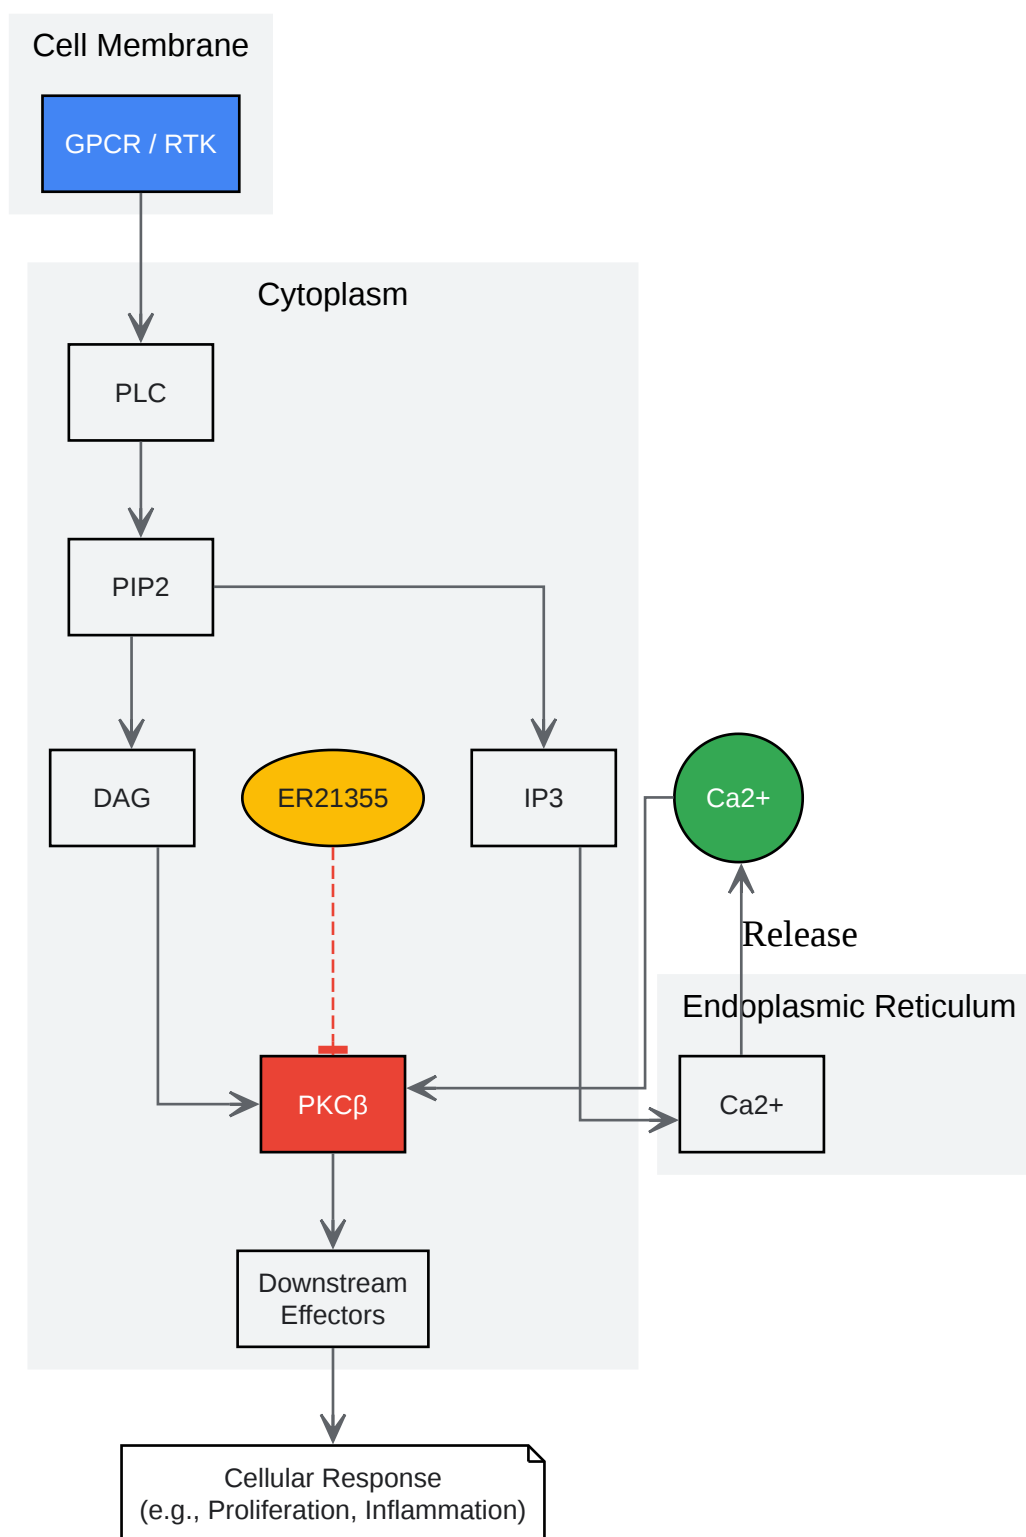 Cell Membrane
GPCR / RTK
Cytoplasm
PLC
PIP2
DAG
ER21355
IP3
Ca2+
Release
Endoplasmic Reticulum
PKCβ
Ca2+
Downstream
Effectors
Cellular Response
(e.g., Proliferation, Inflammation)